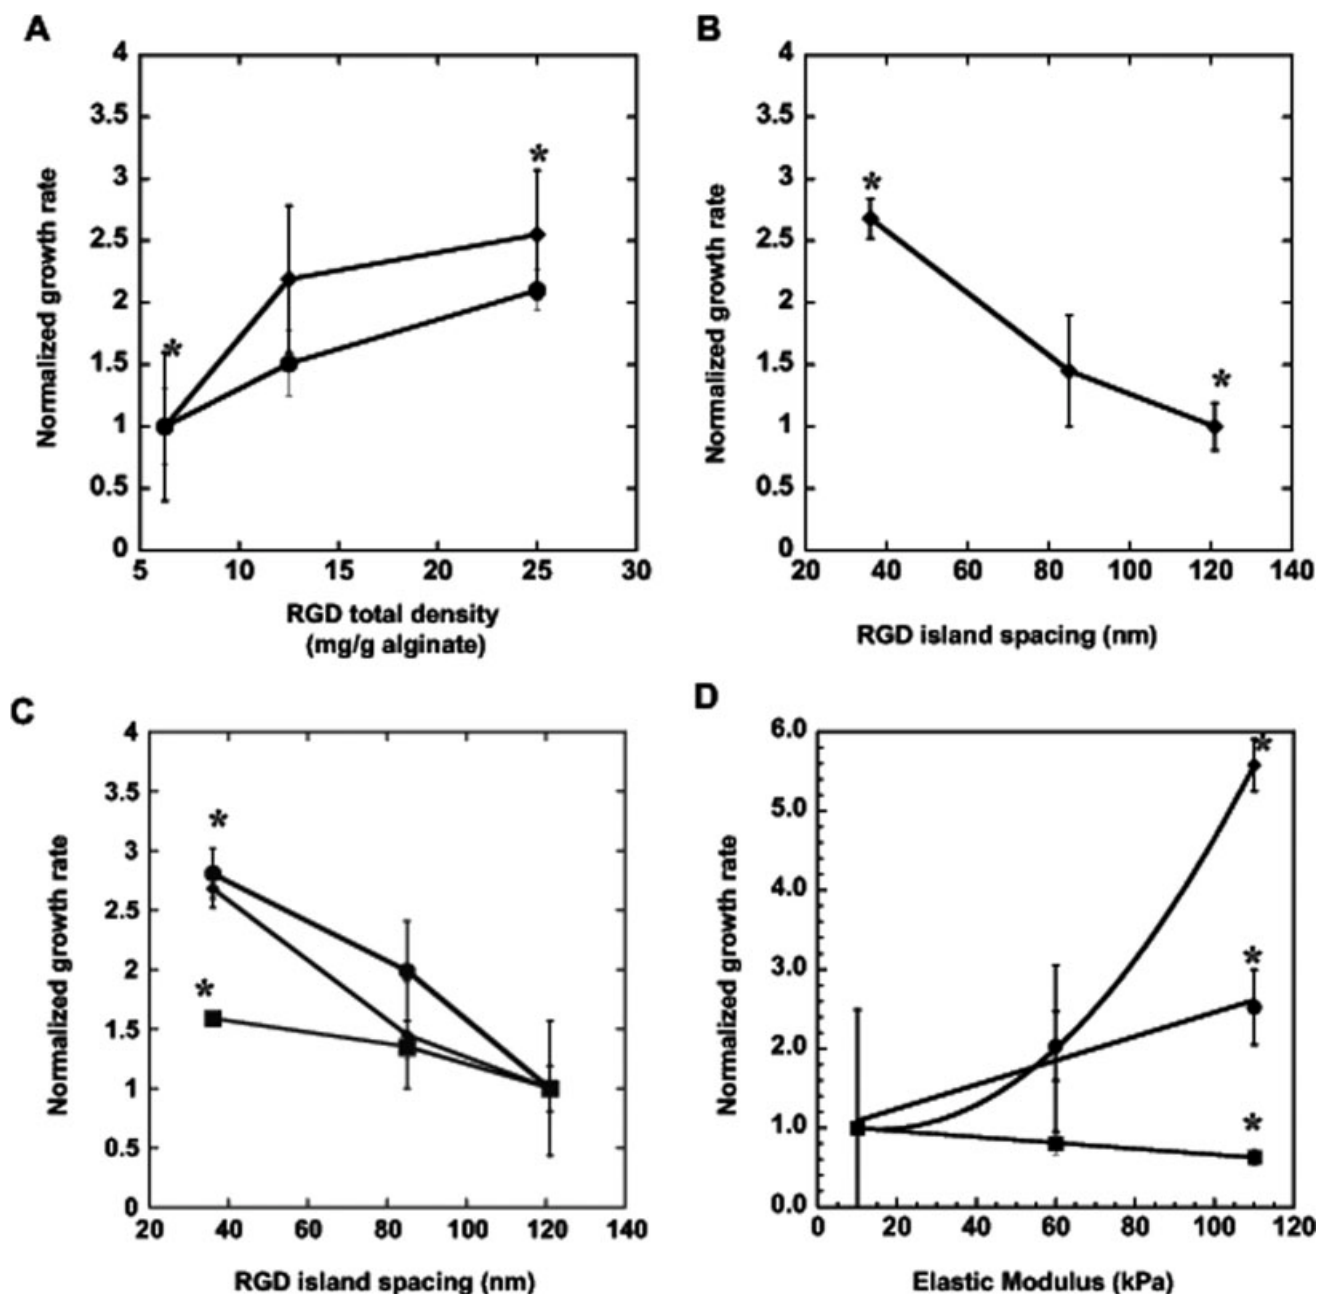 A
4
3.5
3
2.5
2
1.5
1
0.5
0
Normalized growth rate
*
*
5 10 15 20 25 30
RGD total density
(mg/g alginate)
B
4
3.5
3
2.5
2
1.5
1
0.5
0
Normalized growth rate
*
*
20 40 60 80 100 120 140
RGD island spacing (nm)
C
4
3.5
3
2.5
2
1.5
1
0.5
0
Normalized growth rate
*
*
20 40 60 80 100 120 140
RGD island spacing (nm)
D
6.0
5.0
4.0
3.0
2.0
1.0
0.0
Normalized growth rate
*
*
*
0 20 40 60 80 100 120
Elastic Modulus (kPa)